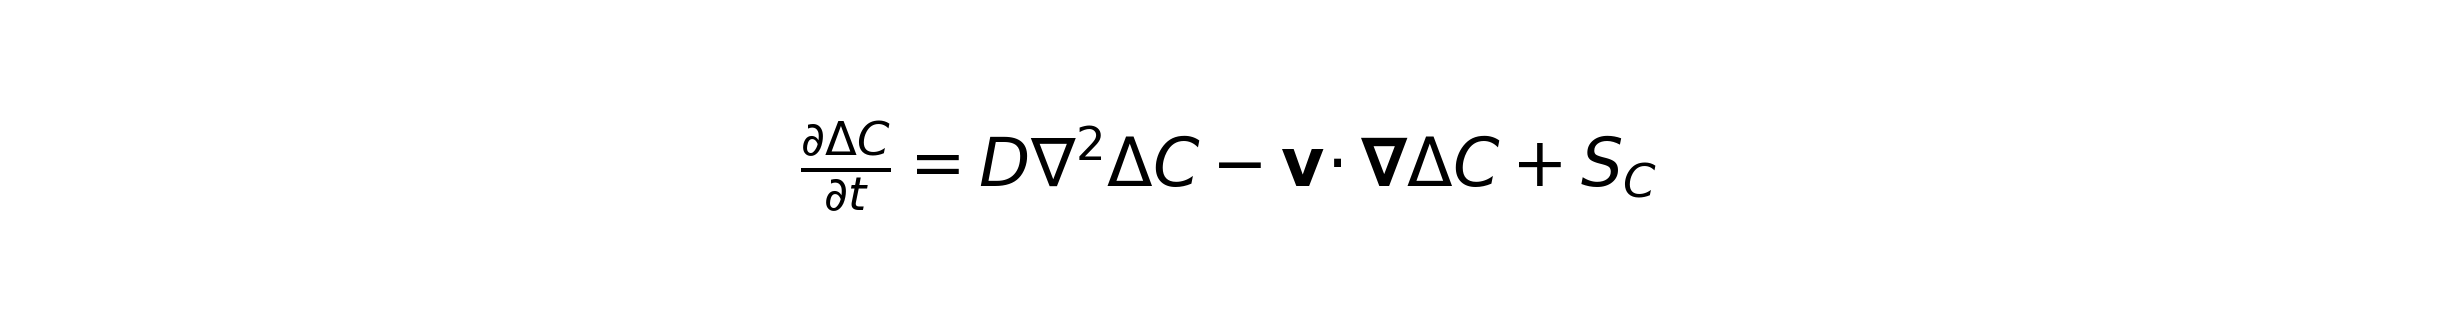 ∂ΔC/∂t = D∇²ΔC − 𝐯 · 𝛁ΔC + S_C